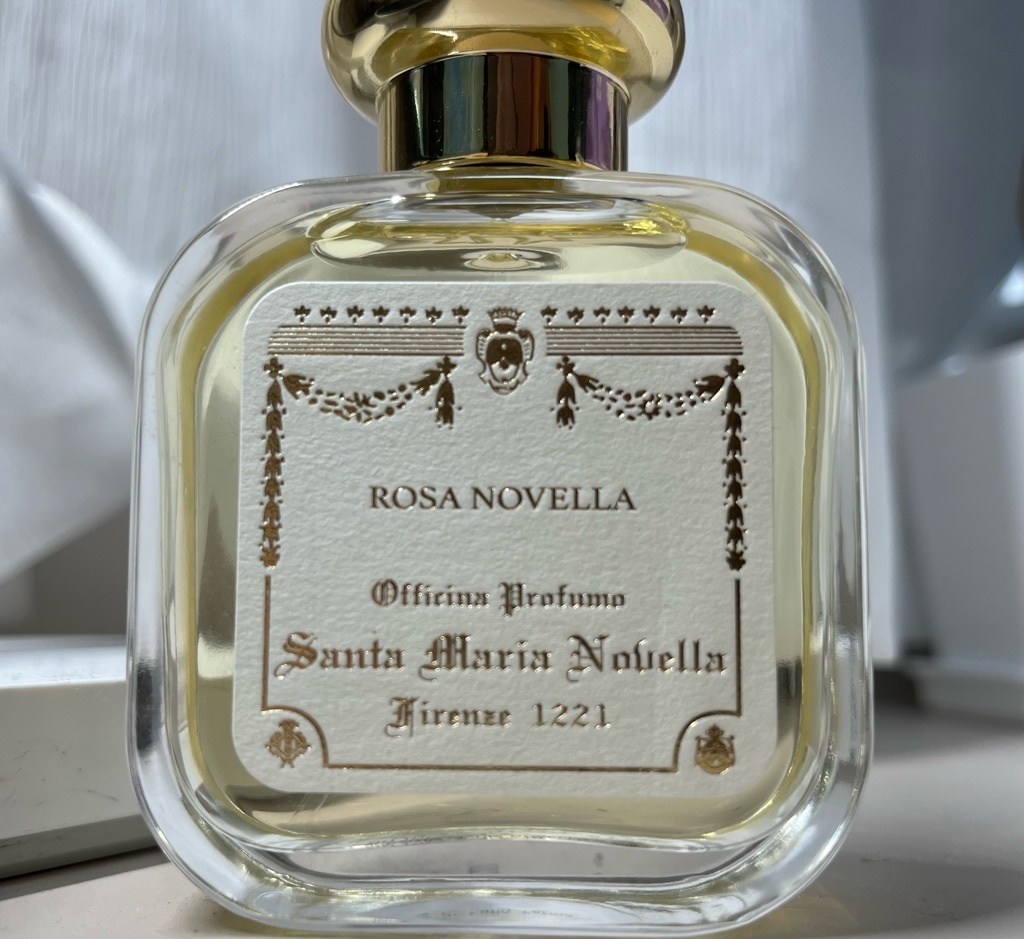 ROSA NOVELLA
Officina Profumo
Santa Maria Novella
Firenze 1221